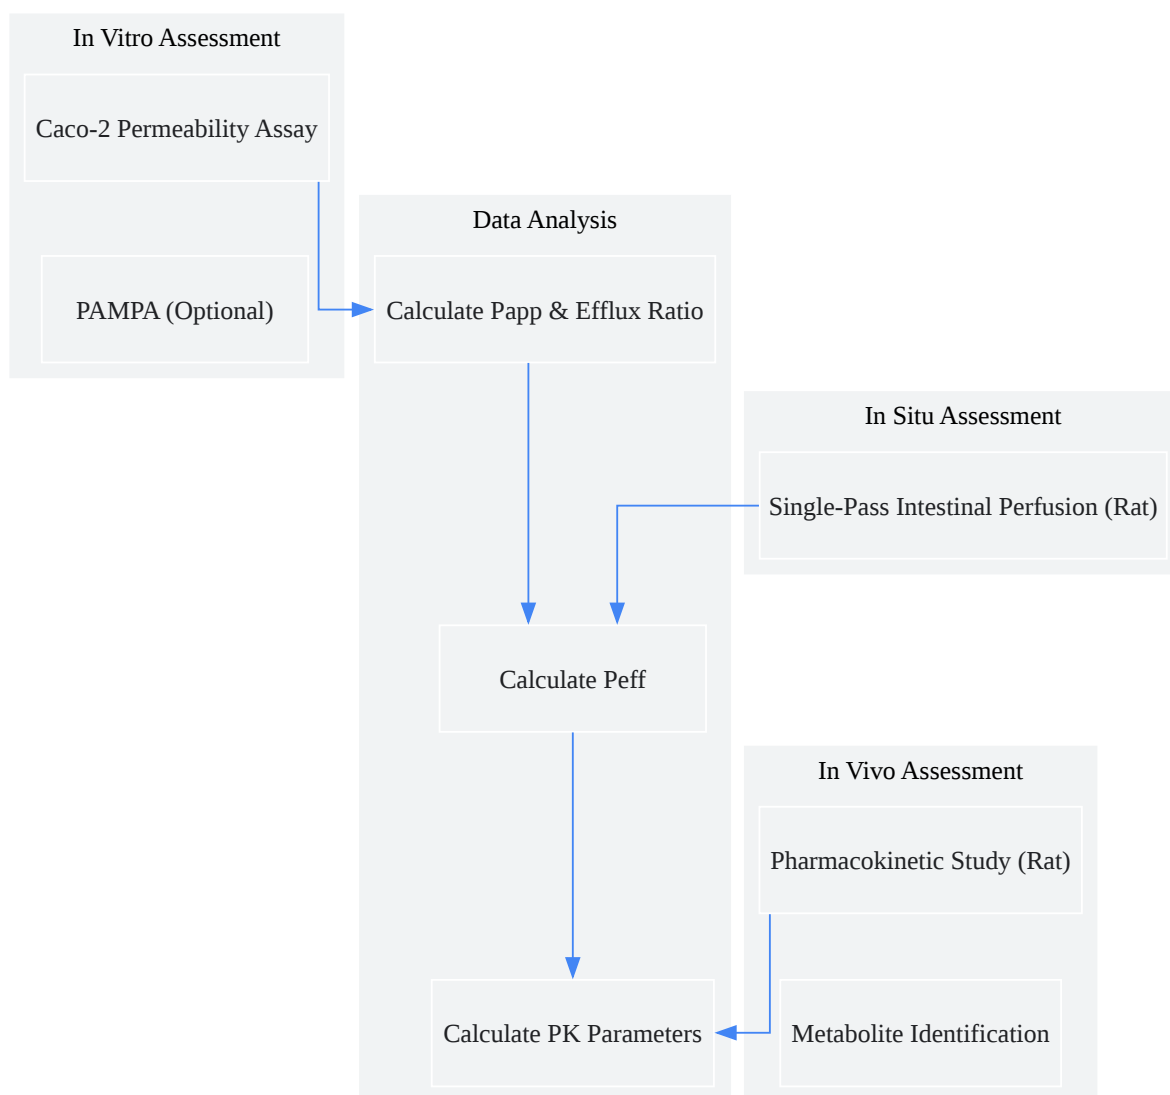 In Vitro Assessment
Caco-2 Permeability Assay
PAMPA (Optional)
Data Analysis
Calculate Papp & Efflux Ratio
In Situ Assessment
Single-Pass Intestinal Perfusion (Rat)
Calculate Peff
In Vivo Assessment
Pharmacokinetic Study (Rat)
Calculate PK Parameters
Metabolite Identification